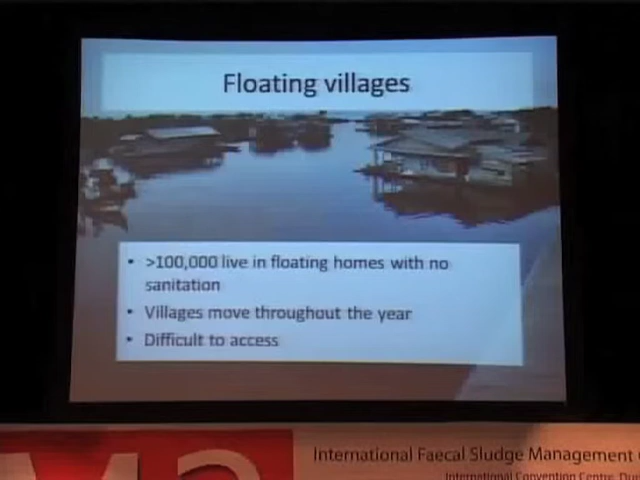 Floating villages
• >100,000 live in floating homes with no
sanitation
• Villages move throughout the year
• Difficult to access
International Faecal Sludge Management
International Convention Centre,